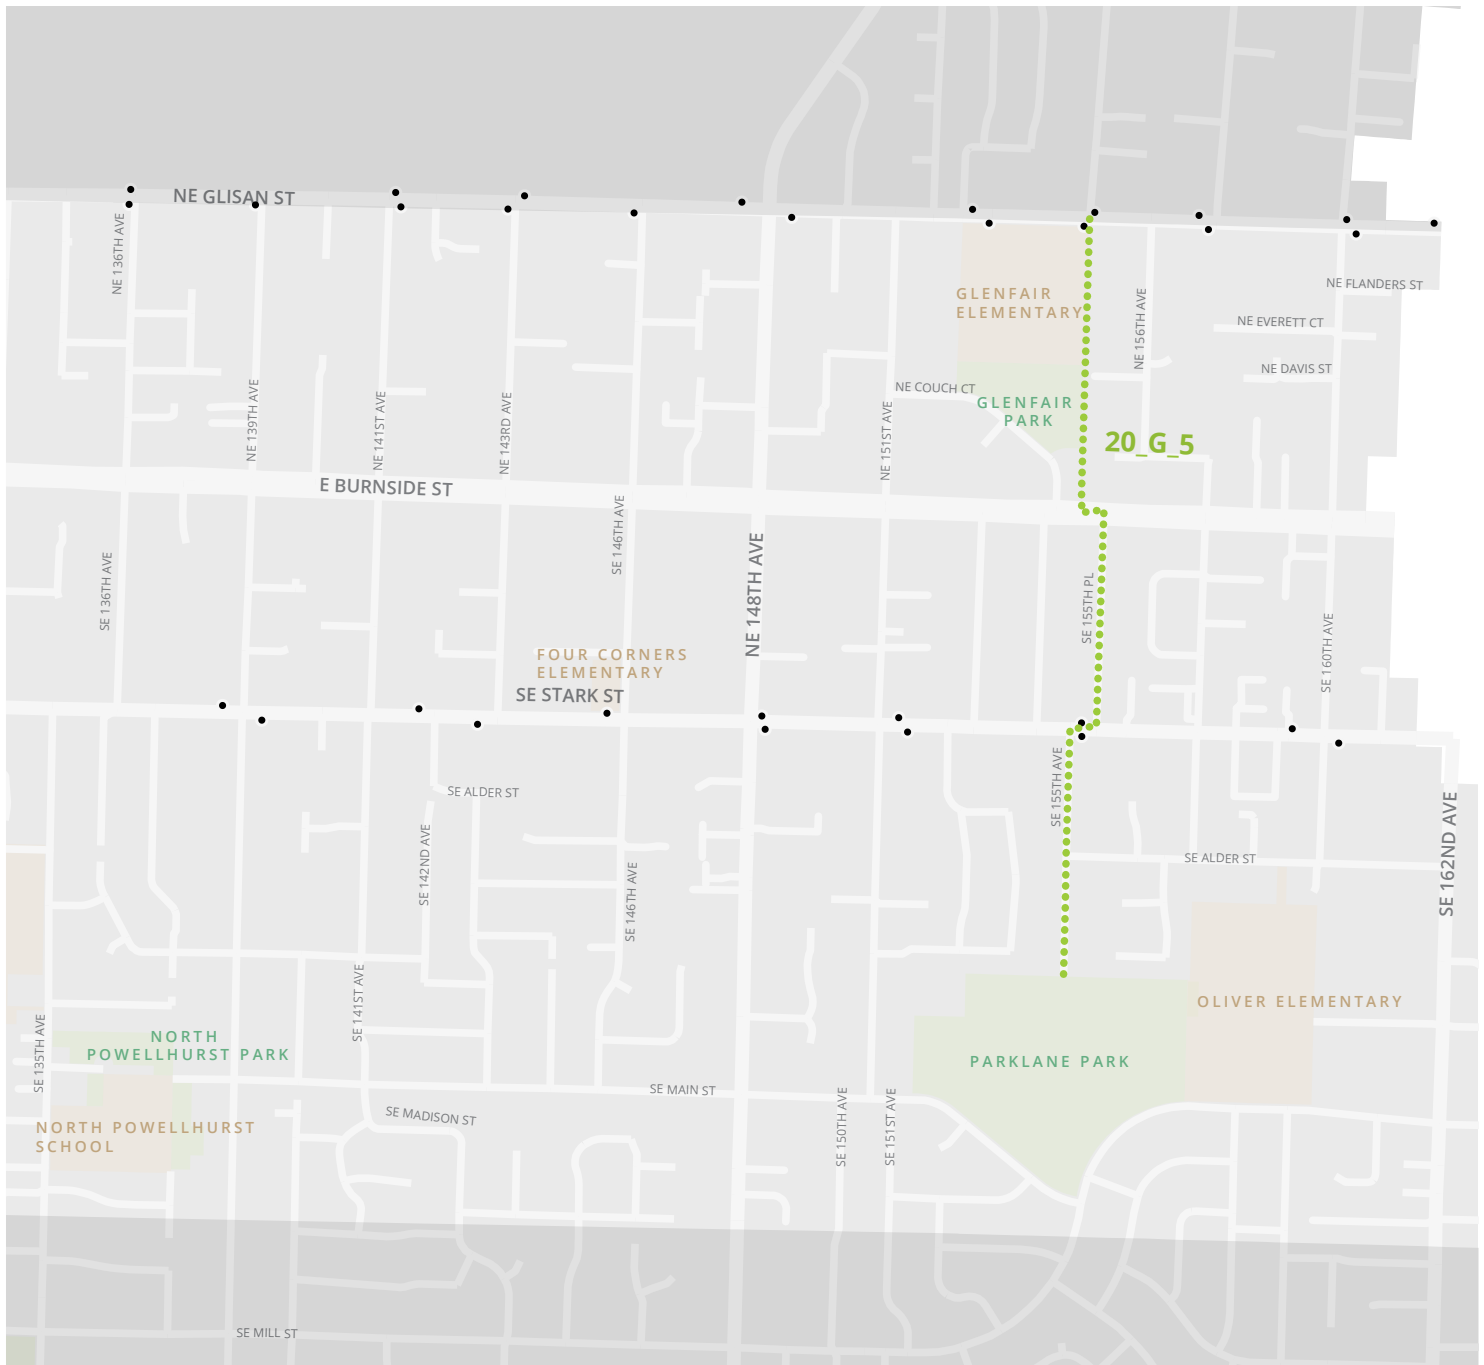 NE GLISAN ST
NE 136TH AVE
NE FLANDERS ST
GLENFAIR
ELEMENTARY
NE 156TH AVE
NE EVERETT CT
NE DAVIS ST
NE COUCH CT
GLENFAIR
PARK
NE 139TH AVE
NE 141ST AVE
NE 143RD AVE
NE 151ST AVE
20_G_5
E BURNSIDE ST
SE 146TH AVE
SE 136TH AVE
NE 148TH AVE
SE 155TH PL
SE 160TH AVE
FOUR CORNERS
ELEMENTARY
SE STARK ST
SE 155TH AVE
SE ALDER ST
SE 142ND AVE
SE 146TH AVE
SE ALDER ST
SE 162ND AVE
SE 141ST AVE
OLIVER ELEMENTARY
SE 135TH AVE
NORTH
POWELLHURST PARK
PARKLANE PARK
SE MAIN ST
SE MADISON ST
SE 150TH AVE
SE 151ST AVE
NORTH POWELLHURST
SCHOOL
SE MILL ST